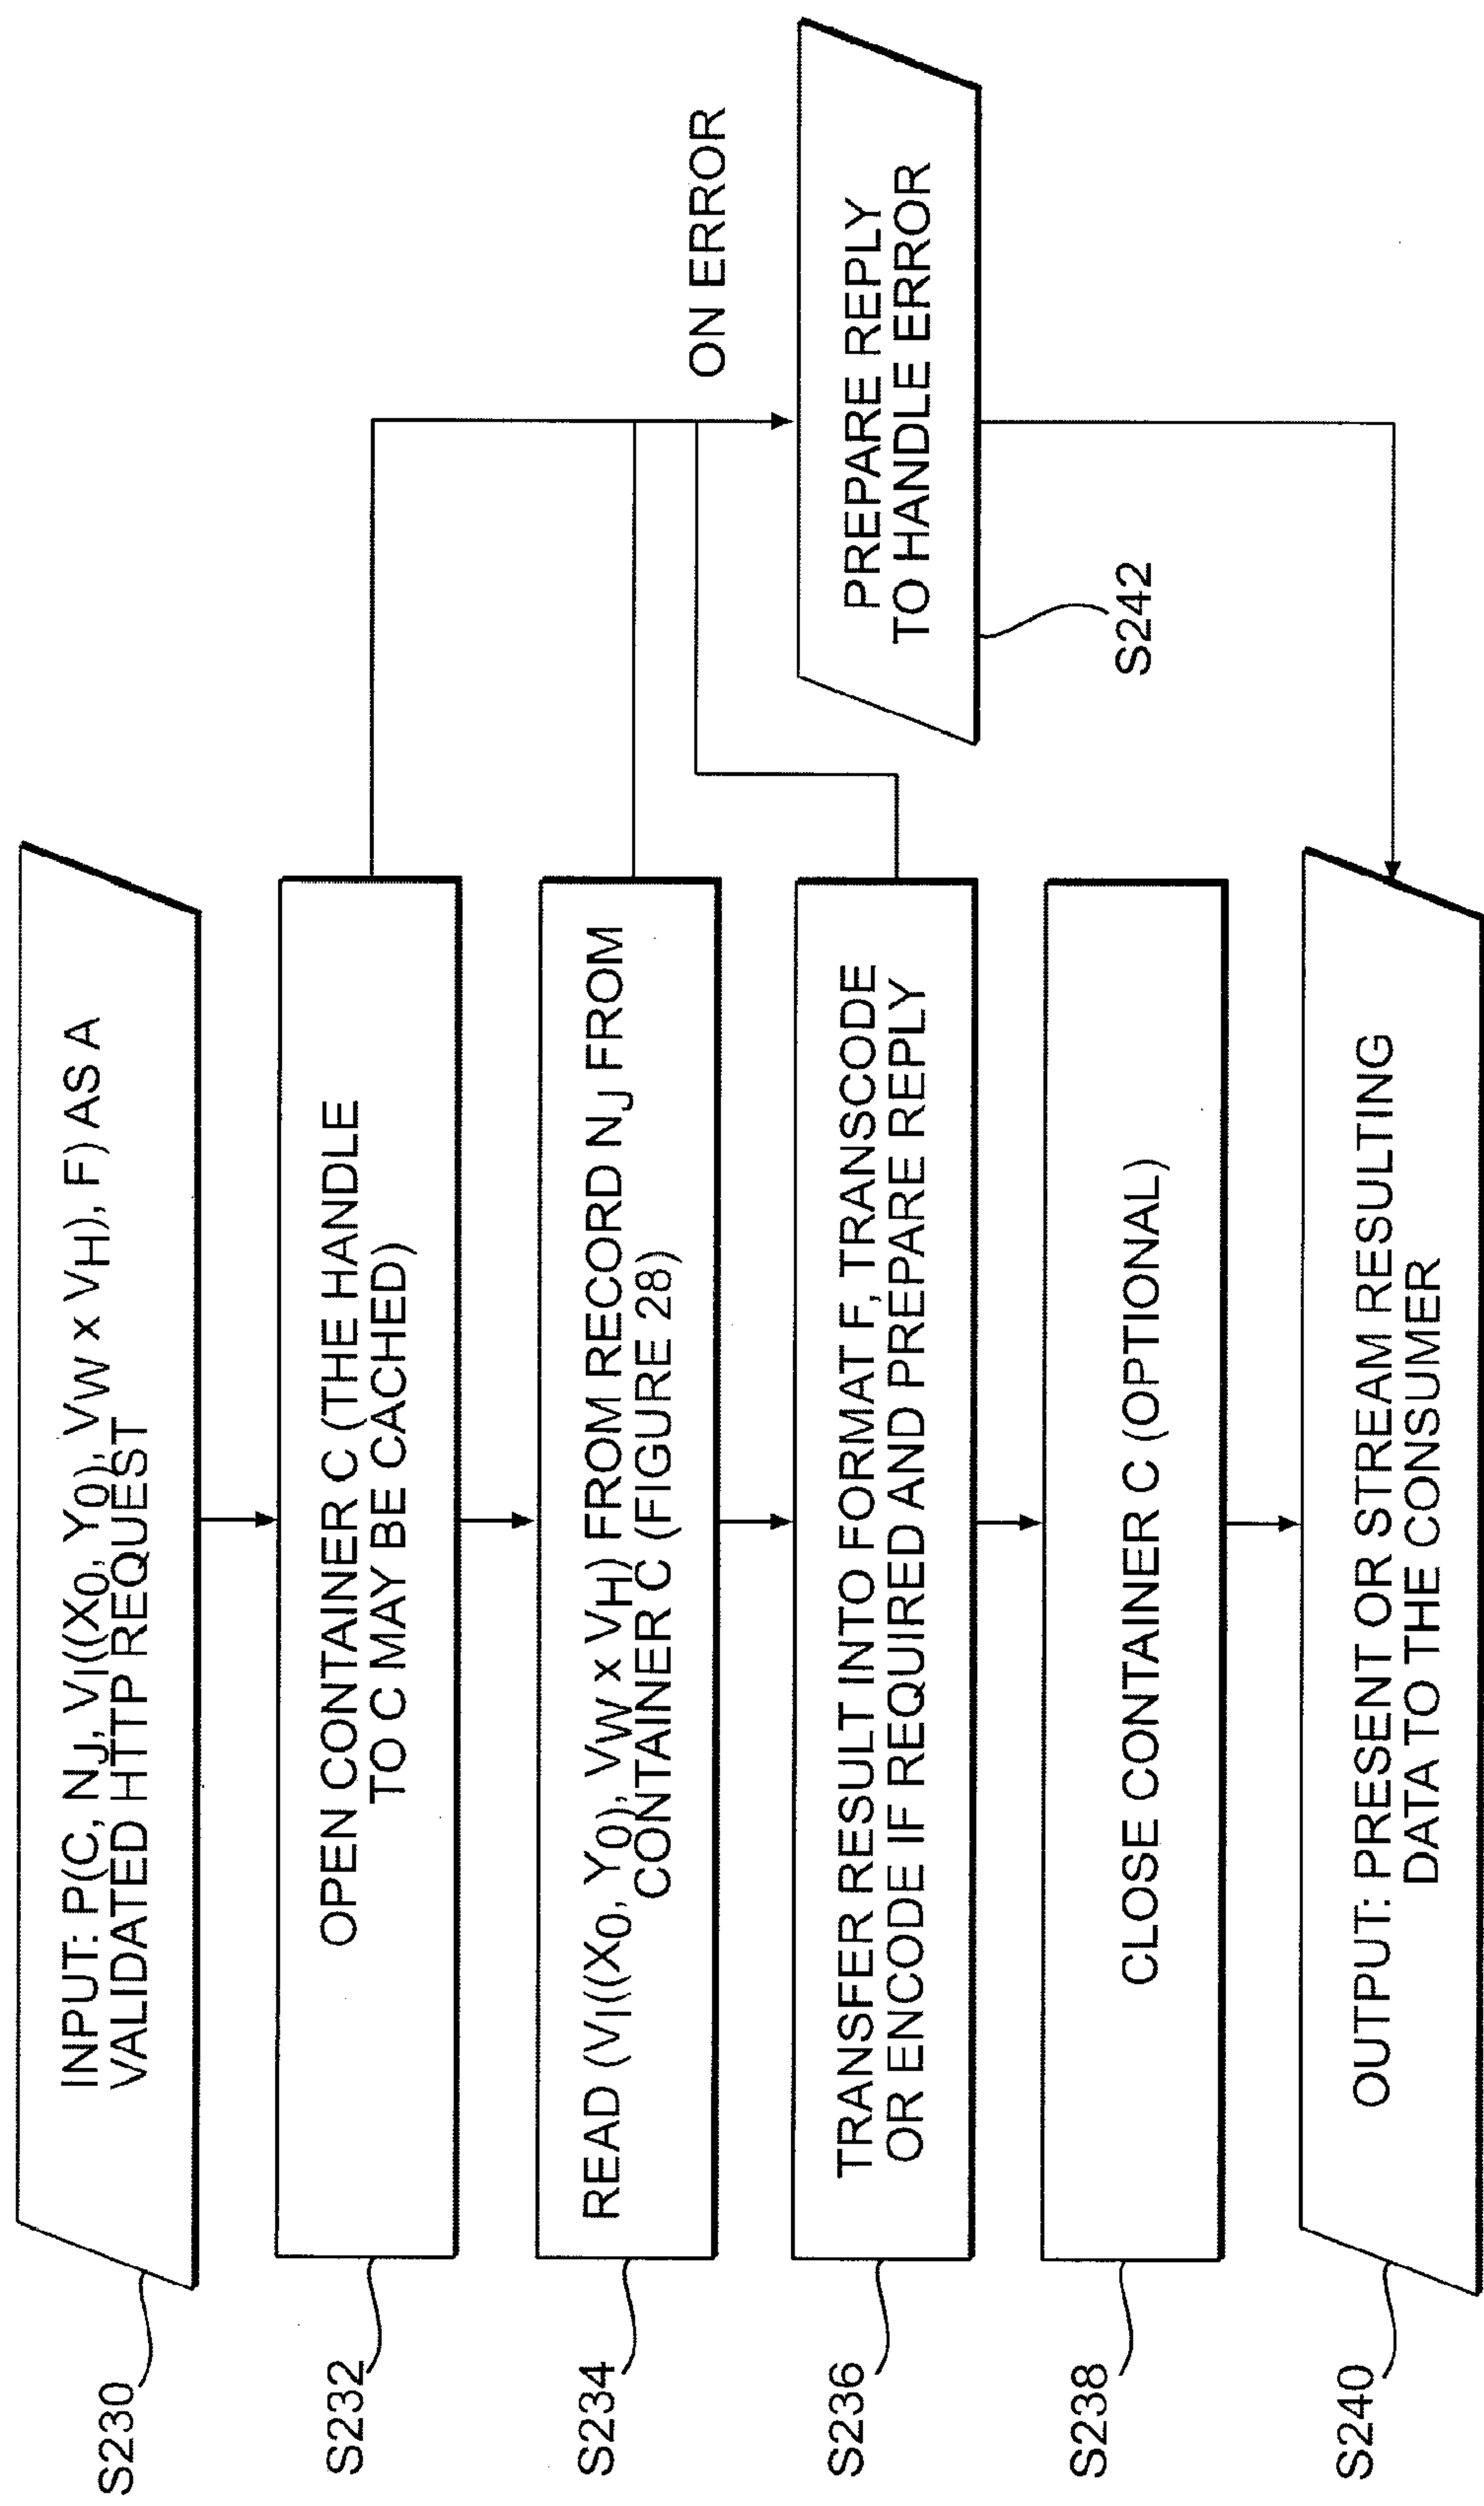 S230
INPUT: P(C, NJ, VI((X0, Y0), VW x VH), F) AS A
VALIDATED HTTP REQUEST
S232
OPEN CONTAINER C (THE HANDLE
TO C MAY BE CACHED)
S234
READ (VI((X0, Y0), VW x VH) FROM RECORD NJ FROM
CONTAINER C (FIGURE 28)
S236
TRANSFER RESULT INTO FORMAT F, TRANSCODE
OR ENCODE IF REQUIRED AND PREPARE REPLY
S238
CLOSE CONTAINER C (OPTIONAL)
S240
OUTPUT: PRESENT OR STREAM RESULTING
DATA TO THE CONSUMER
ON ERROR
PREPARE REPLY
TO HANDLE ERROR
S242